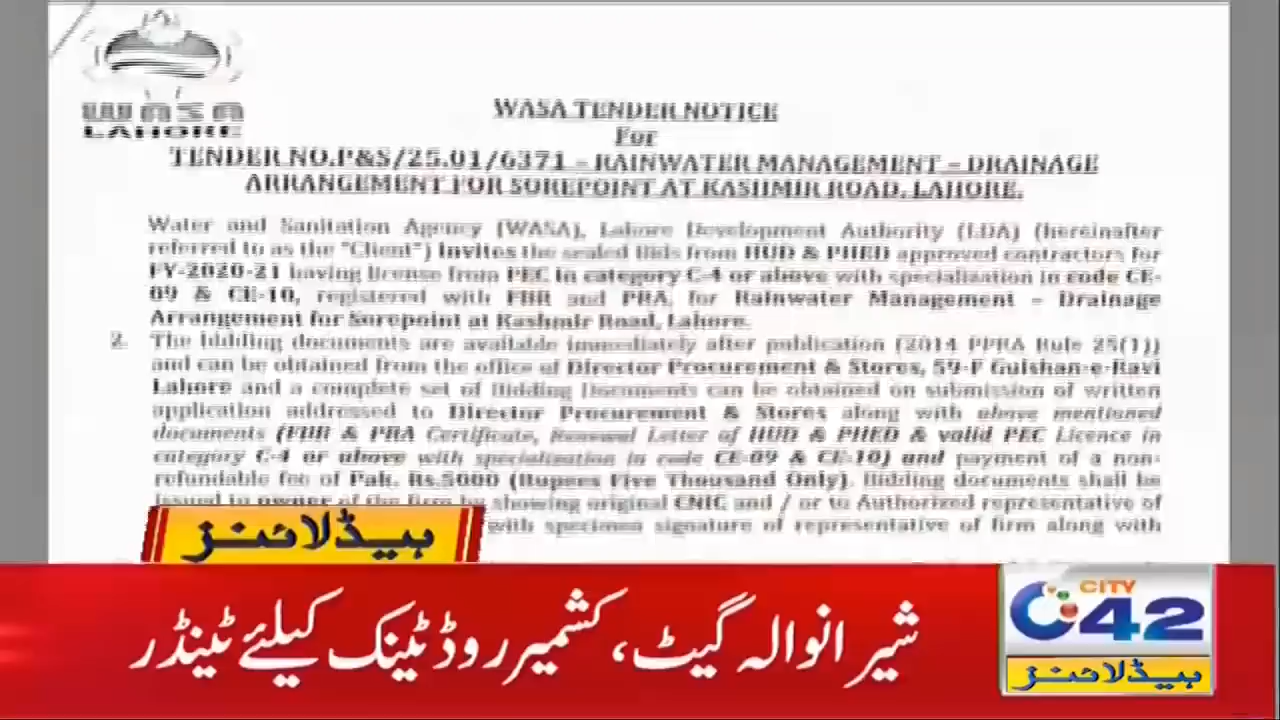 WASA
LAHORE
WASA TENDER NOTICE
For
TENDER NO.P&S/25.01/6371 – RAINWATER MANAGEMENT – DRAINAGE
ARRANGEMENT FOR SOREPOINT AT KASHMIR ROAD, LAHORE.
Water and Sanitation Agency (WASA), Lahore Development Authority (LDA) (hereinafter
referred to as the "Client") Invites the sealed Bids from HUD & PHED approved contractors for
FY-2020-21 having license from PEC in category C-4 or above with specialization in code CE-
09 & CE-10, registered with FBR and PRA, for Rainwater Management – Drainage
Arrangement for Sorepoint at Kashmir Road, Lahore.
2. The bidding documents are available immediately after publication (2014 PPRA Rule 25(1))
and can be obtained from the office of Director Procurement & Stores, 59-F Gulshan-e-Ravi
Lahore and a complete set of Bidding Documents can be obtained on submission of written
application addressed to Director Procurement & Stores along with above mentioned
documents (FBR & PRA Certificate, Renewal Letter of HUD & PHED & valid PEC Licence in
category C-4 or above with specialization in code CE-09 & CE-10) and payment of a non-
refundable fee of Pak. Rs.5000 (Rupees Five Thousand Only). Bidding documents shall be
issued to owner of the firm by showing original CNIC and / or to Authorized representative of
with specimen signature of representative of firm along with
ہیڈلائنز
شیرانوالہ گیٹ، کشمیر روڈ ٹینک کیلئے ٹینڈر
CITY
42
ہیڈلائنز